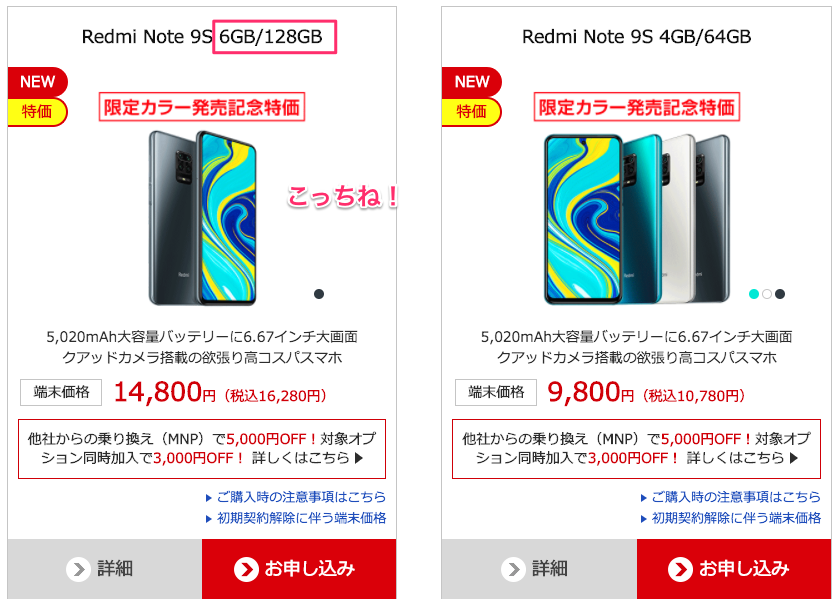 Redmi Note 9S 6GB/128GB
NEW
特価
限定カラー発売記念特価
こっちね！
Redmi
5,020mAh大容量バッテリーに6.67インチ大画面
クアッドカメラ搭載の欲張り高コスパスマホ
端末価格 14,800円（税込16,280円）
他社からの乗り換え（MNP）で5,000円OFF！対象オプ
ション同時加入で3,000円OFF！ 詳しくはこちら
ご購入時の注意事項はこちら
初期契約解除に伴う端末価格
詳細
お申し込み
Redmi Note 9S 4GB/64GB
NEW
特価
限定カラー発売記念特価
5,020mAh大容量バッテリーに6.67インチ大画面
クアッドカメラ搭載の欲張り高コスパスマホ
端末価格 9,800円（税込10,780円）
他社からの乗り換え（MNP）で5,000円OFF！対象オプ
ション同時加入で3,000円OFF！ 詳しくはこちら
ご購入時の注意事項はこちら
初期契約解除に伴う端末価格
詳細
お申し込み